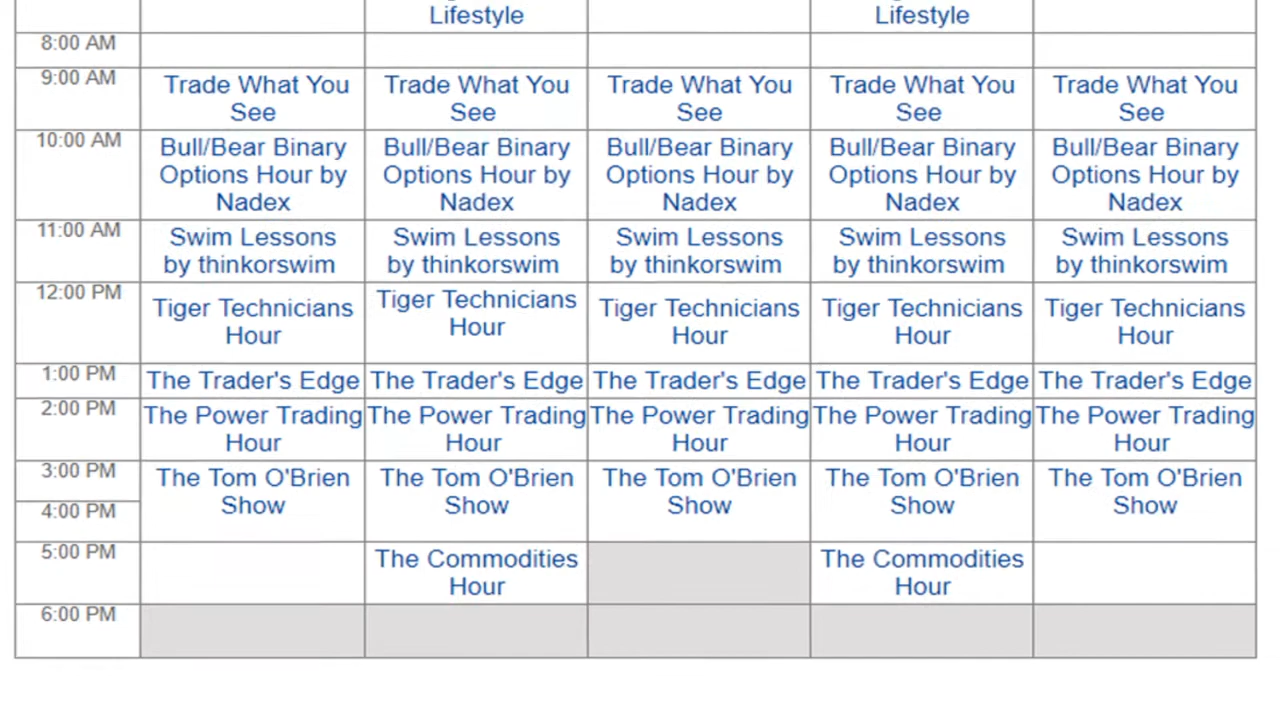 Lifestyle Lifestyle
8:00 AM
9:00 AM Trade What You Trade What You Trade What You Trade What You Trade What You
See See See See See
10:00 AM Bull/Bear Binary Bull/Bear Binary Bull/Bear Binary Bull/Bear Binary Bull/Bear Binary
Options Hour by Options Hour by Options Hour by Options Hour by Options Hour by
Nadex Nadex Nadex Nadex Nadex
11:00 AM Swim Lessons Swim Lessons Swim Lessons Swim Lessons Swim Lessons
by thinkorswim by thinkorswim by thinkorswim by thinkorswim by thinkorswim
12:00 PM Tiger Technicians Tiger Technicians Tiger Technicians Tiger Technicians Tiger Technicians
Hour Hour Hour Hour Hour
1:00 PM The Trader's Edge The Trader's Edge The Trader's Edge The Trader's Edge The Trader's Edge
2:00 PM The Power Trading The Power Trading The Power Trading The Power Trading The Power Trading
Hour Hour Hour Hour Hour
3:00 PM The Tom O'Brien The Tom O'Brien The Tom O'Brien The Tom O'Brien The Tom O'Brien
4:00 PM Show Show Show Show Show
5:00 PM The Commodities The Commodities
Hour Hour
6:00 PM